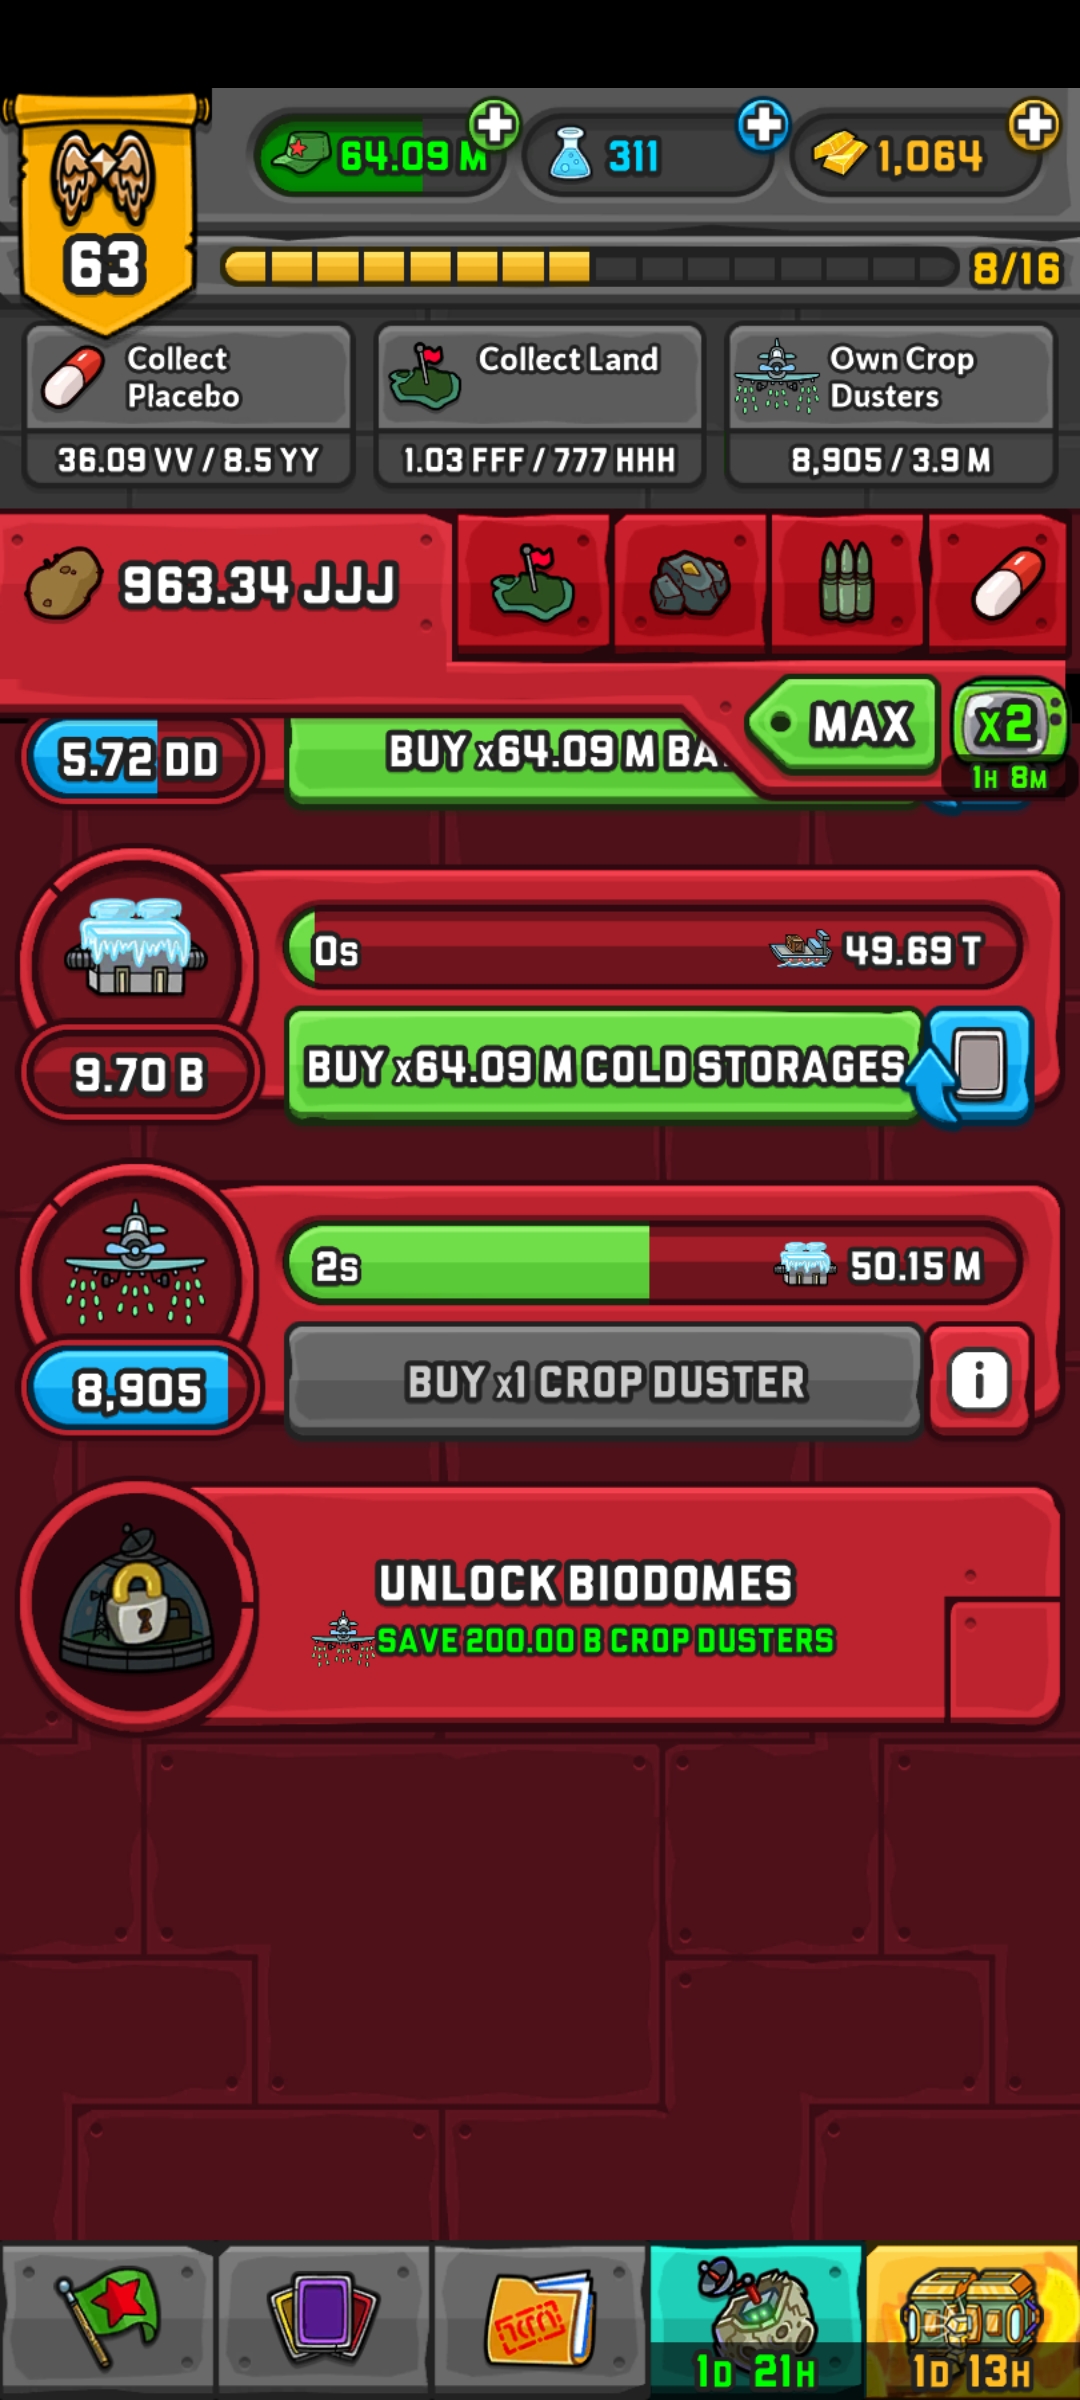 64.09 M
311
1,064
63
8/16
Collect
Placebo
36.09 VV / 8.5 YY
Collect Land
1.03 FFF / 777 HHH
Own Crop
Dusters
8,905 / 3.9 M
963.34 JJJ
MAX
x2
1H 8M
5.72 DD
BUY x64.09 M BA
0s
49.69 T
9.70 B
BUY x64.09 M COLD STORAGES
2s
50.15 M
8,905
BUY x1 CROP DUSTER
i
UNLOCK BIODOMES
SAVE 200.00 B CROP DUSTERS
1D 21H
1D 13H